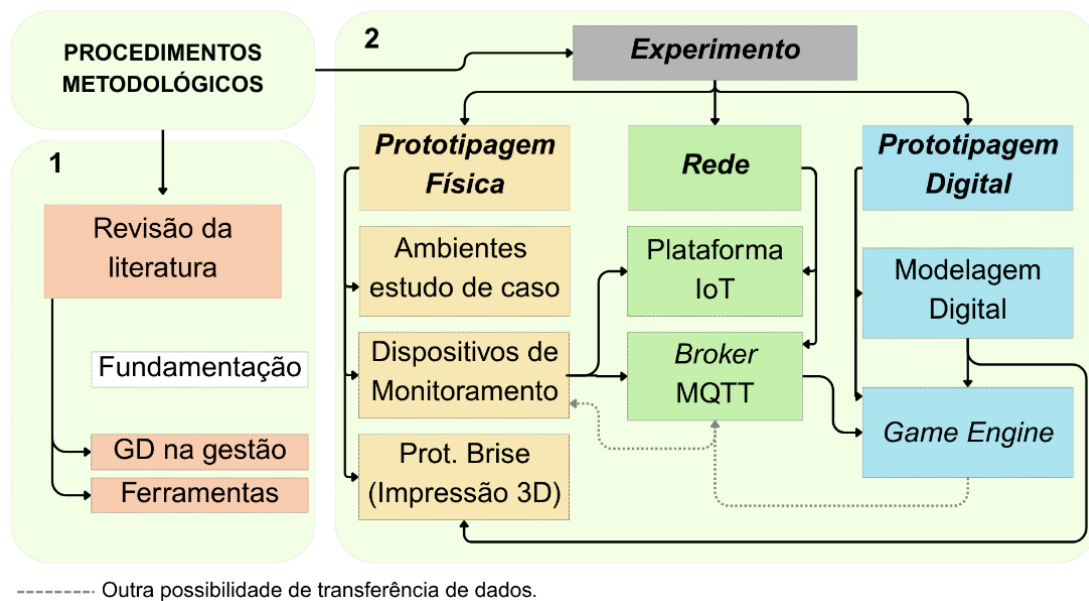 PROCEDIMENTOS
METODOLÓGICOS
1
Revisão da
literatura
Fundamentação
GD na gestão
Ferramentas
2
Experimento
Prototipagem
Física
Ambientes
estudo de caso
Dispositivos de
Monitoramento
Prot. Brise
(Impressão 3D)
Rede
Plataforma
IoT
Broker
MQTT
Prototipagem
Digital
Modelagem
Digital
Game Engine
Outra possibilidade de transferência de dados.